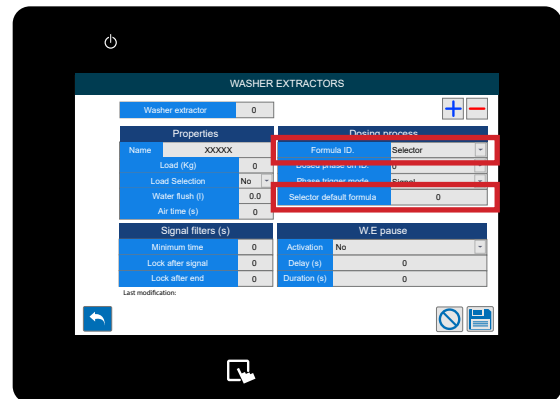 WASHER EXTRACTORS
Washer extractor 0
Properties
Name XXXXX
Load (Kg) 0
Load Selection No
Water flush (l) 0.0
Air time (s) 0
Dosing process
Formula ID. Selector
Dosed phase on ID. 0
Phase trigger mode Signal
Selector default formula 0
Signal filters (s)
Minimum time 0
Lock after signal 0
Lock after end 0
W.E pause
Activation No
Delay (s) 0
Duration (s) 0
Last modification: